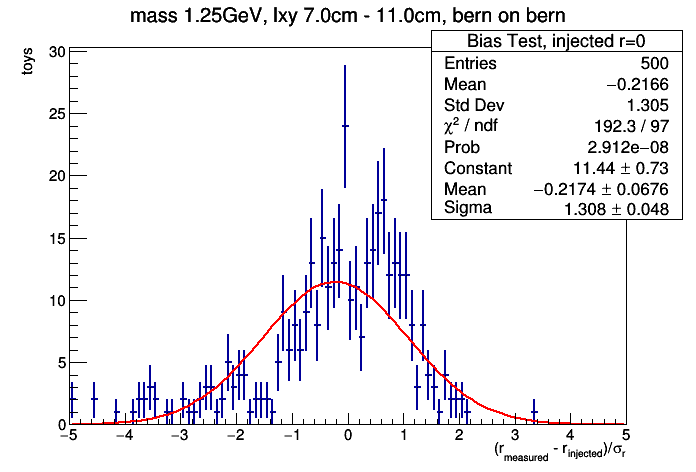 mass 1.25GeV, lxy 7.0cm - 11.0cm, bern on bern
Bias Test, injected r=0
Entries 500
Mean −0.2166
Std Dev 1.305
χ² / ndf 192.3 / 97
Prob 2.912e−08
Constant 11.44 ± 0.73
Mean −0.2174 ± 0.0676
Sigma 1.308 ± 0.048
toys
30
25
20
15
10
5
0
−5 −4 −3 −2 −1 0 1 2 3 4 5
(r_measured - r_injected)/σ_r